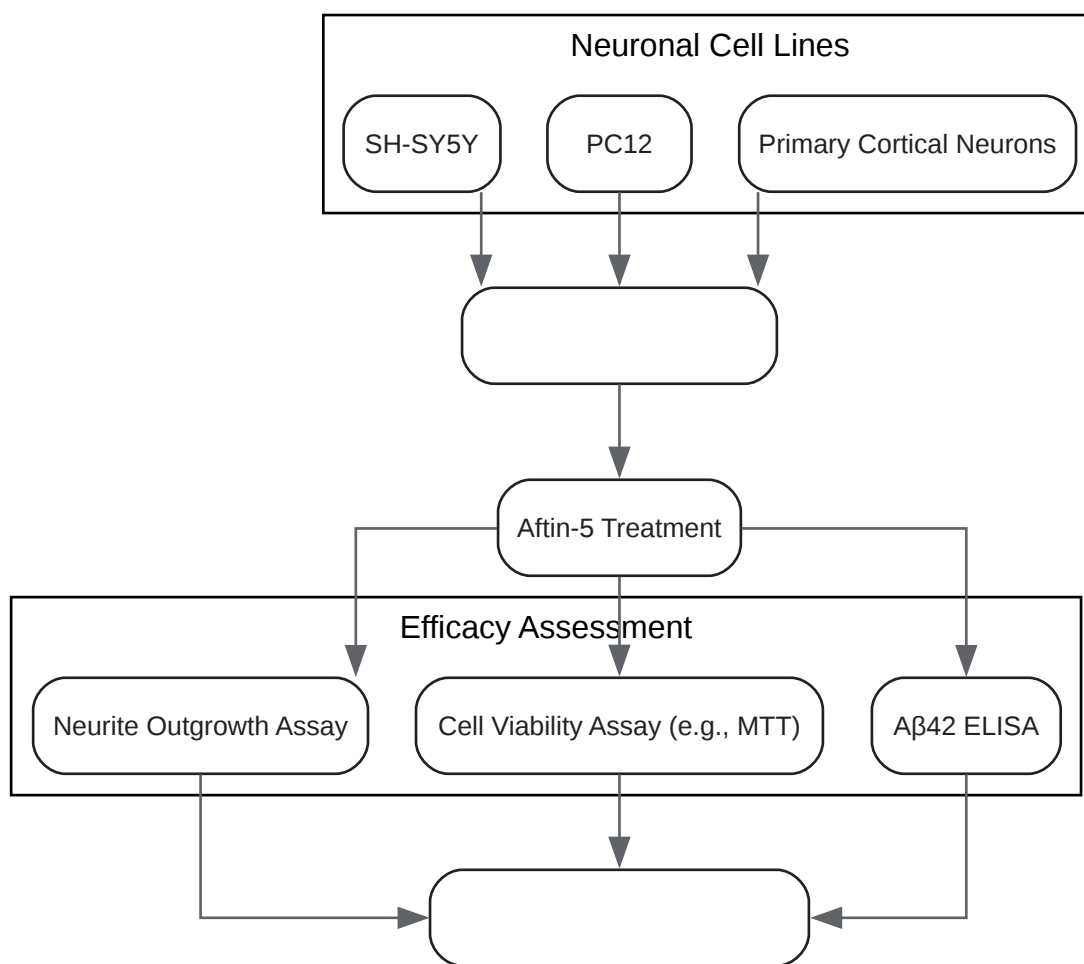 Neuronal Cell Lines
SH-SY5Y
PC12
Primary Cortical Neurons
Aftin-5 Treatment
Efficacy Assessment
Neurite Outgrowth Assay
Cell Viability Assay (e.g., MTT)
Aβ42 ELISA